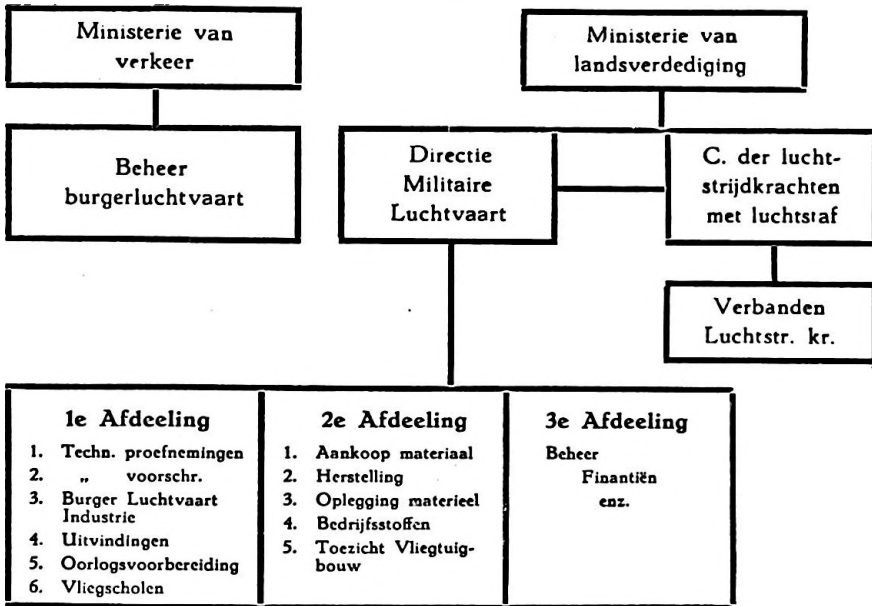 Ministerie van
verkeer
Ministerie van
landsverdediging
Beheer
burgerluchtvaart
Directie
Militaire
Luchtvaart
C. der lucht-
strijdkrachten
met luchtstaf
Verbanden
Luchtstr. kr.
1e Afdeeling
1. Techn. proefnemingen
2. „ voorschr.
3. Burger Luchtvaart
Industrie
4. Uitvindingen
5. Oorlogsvoorbereiding
6. Vliegscholen
2e Afdeeling
1. Aankoop materiaal
2. Herstelling
3. Oplegging materieel
4. Bedrijfsstoffen
5. Toezicht Vliegtuig-
bouw
3e Afdeeling
Beheer
Finantiën
enz.